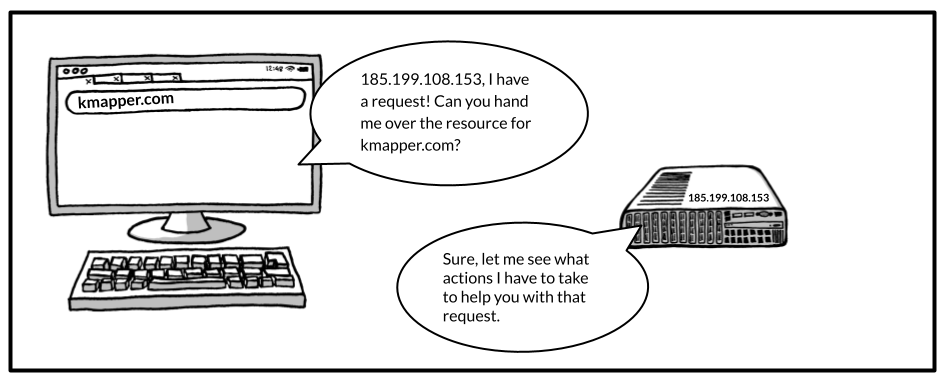 12:48
kmapper.com
185.199.108.153, I have
a request! Can you hand
me over the resource for
kmapper.com?
185.199.108.153
Sure, let me see what
actions I have to take
to help you with that
request.